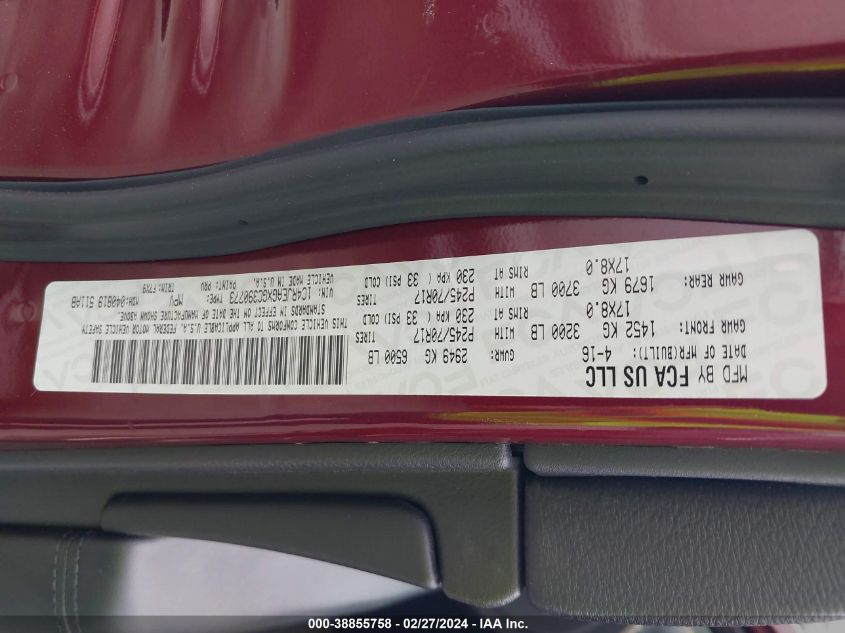 MFD BY FCA US LLC
DATE OF MFR(BUILT): 4-16 GVWR: 2949 KG 6500 LB
GAWR FRONT: 1452 KG 3200 LB WITH P245/70R17 TIRES
17X8.0 RIMS AT 230 KPA ( 33 PSI) COLD
GAWR REAR: 1679 KG 3700 LB WITH P245/70R17 TIRES
17X8.0 RIMS AT 230 KPA ( 33 PSI) COLD
THIS VEHICLE CONFORMS TO ALL APPLICABLE FEDERAL MOTOR VEHICLE SAFETY
STANDARDS IN EFFECT ON THE DATE OF MANUFACTURE SHOWN ABOVE.
VIN: 1C4RJEAG6GC390773 TYPE: MPV MDH:040819 911AB
VEHICLE MADE IN U.S.A. PAINT: PRV TRIM: F7X9
000-38855758 - 02/27/2024 - IAA Inc.